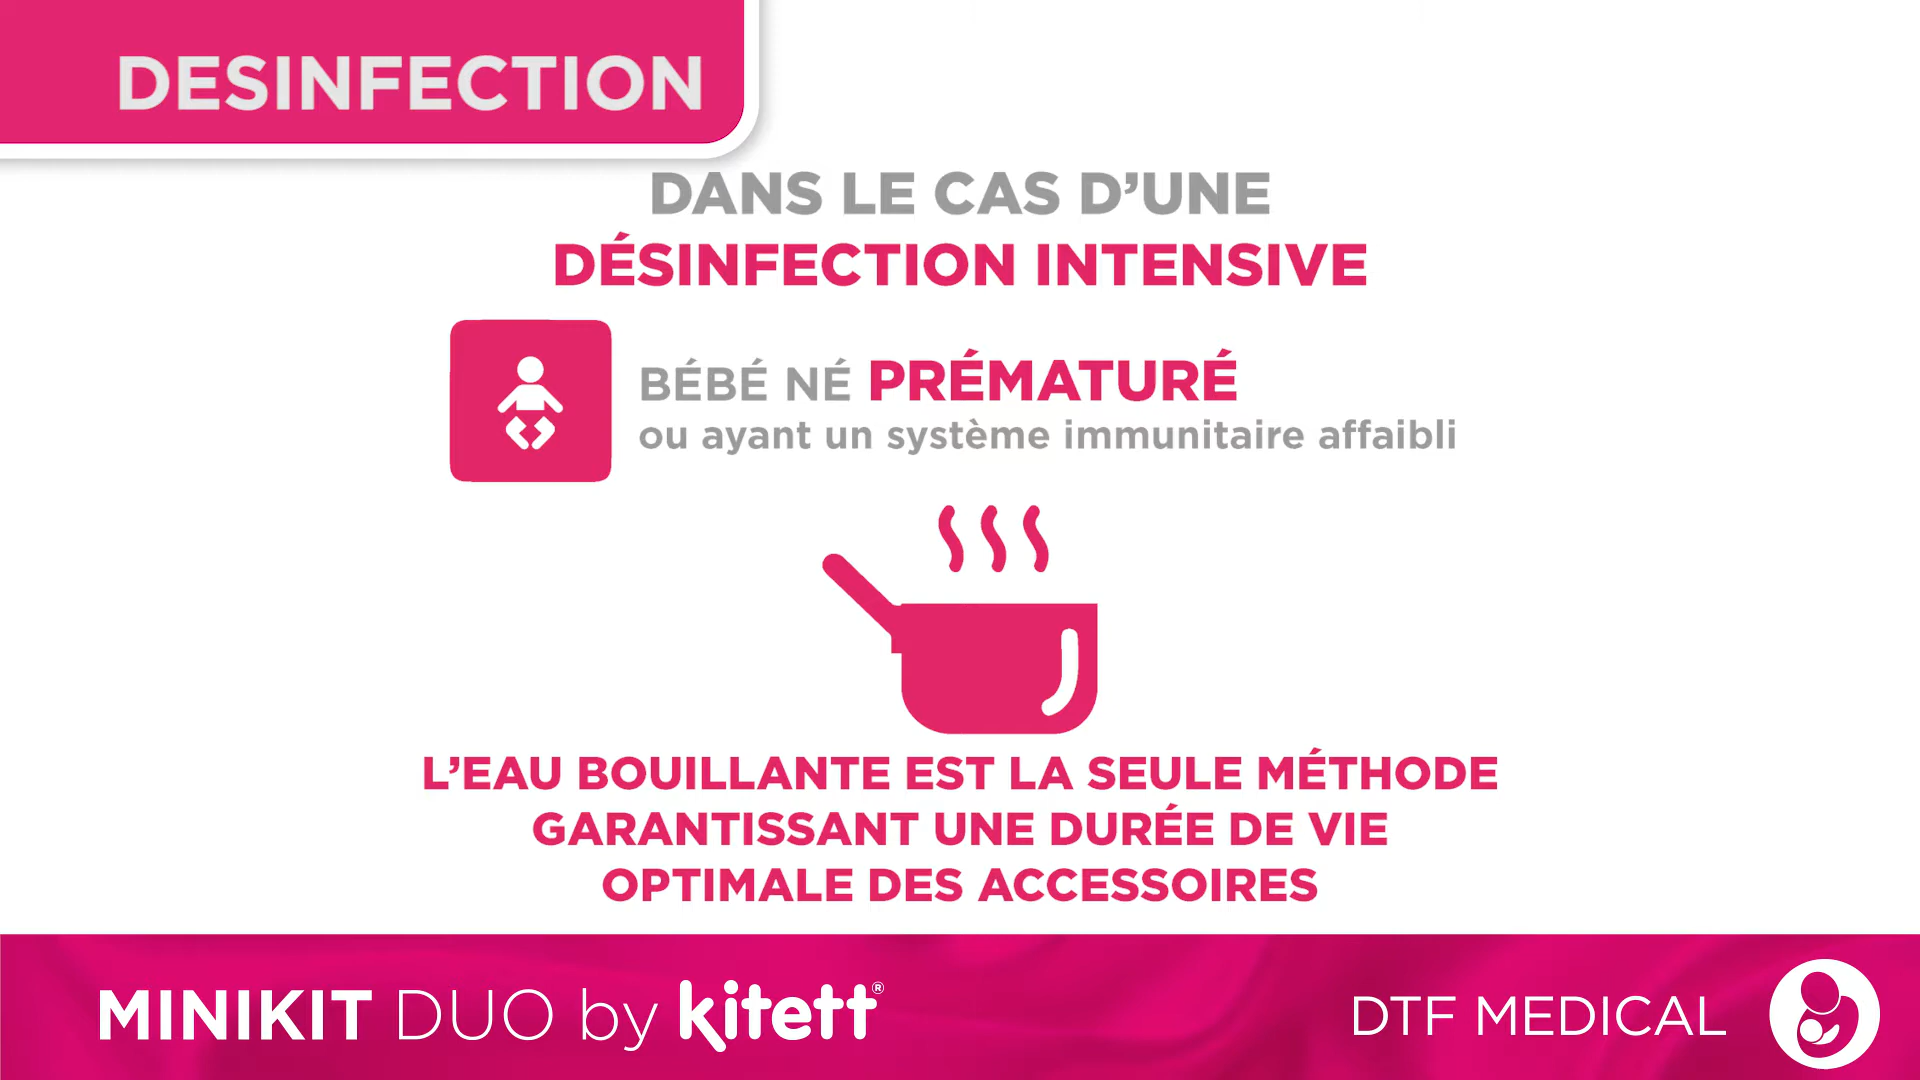 DESINFECTION
DANS LE CAS D’UNE
DÉSINFECTION INTENSIVE
BÉBÉ NÉ PRÉMATURÉ
ou ayant un système immunitaire affaibli
L’EAU BOUILLANTE EST LA SEULE MÉTHODE
GARANTISSANT UNE DURÉE DE VIE
OPTIMALE DES ACCESSOIRES
MINIKIT DUO by kitett®
DTF MEDICAL